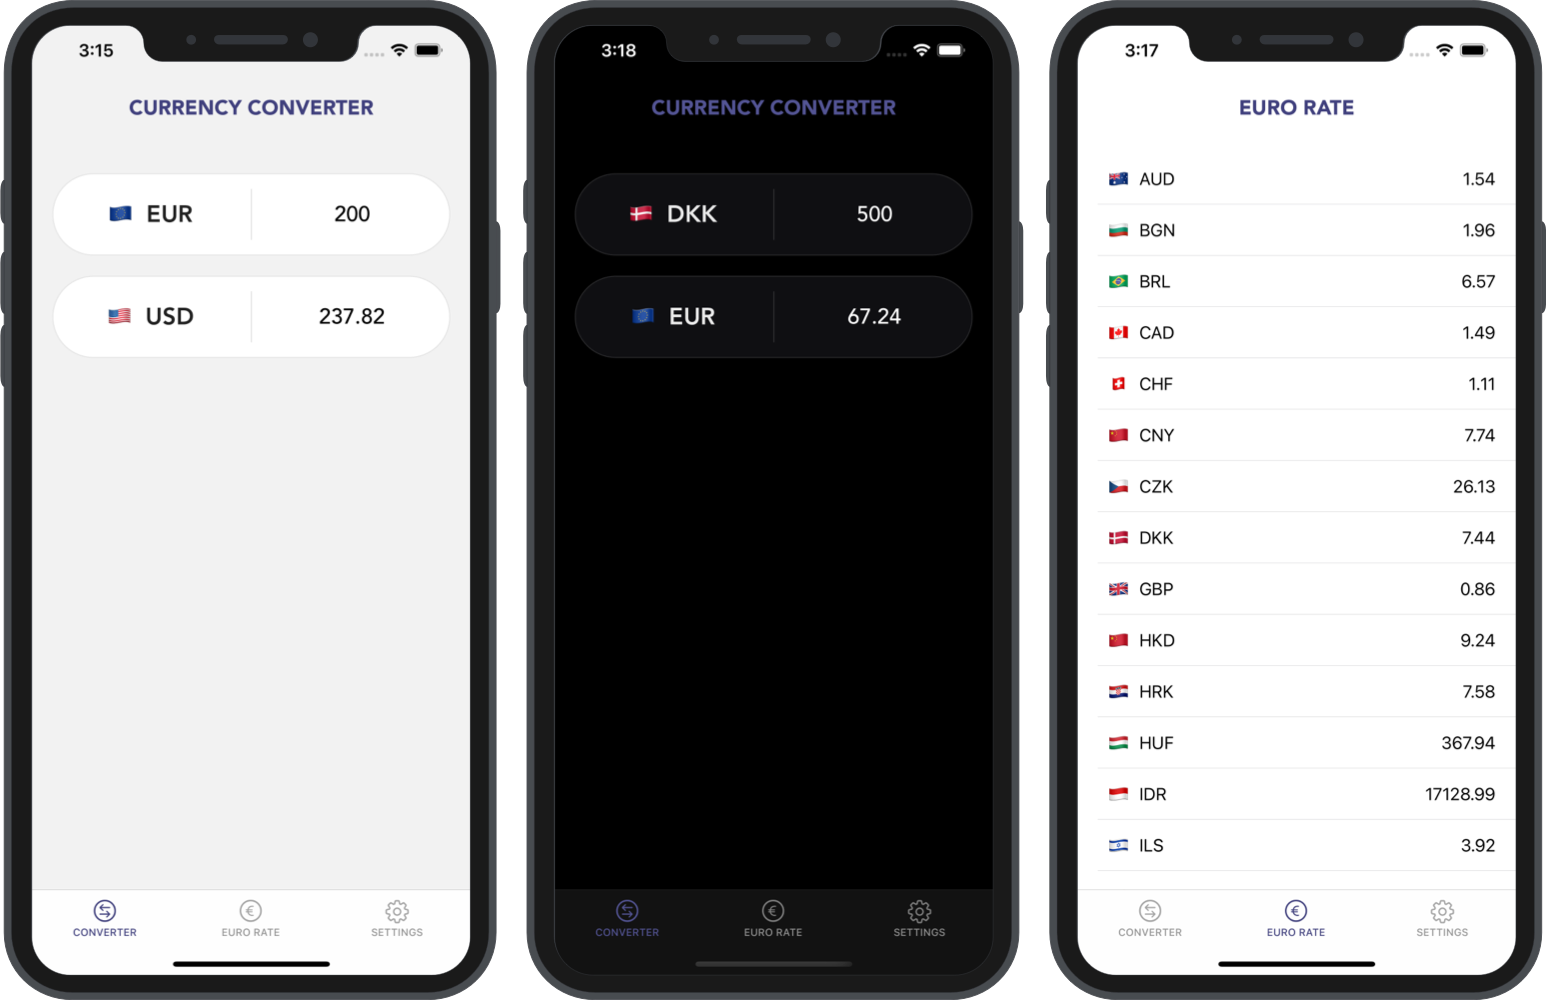 3:15
CURRENCY CONVERTER
EUR 200
USD 237.82
CONVERTER EURO RATE SETTINGS
3:18
CURRENCY CONVERTER
DKK 500
EUR 67.24
CONVERTER EURO RATE SETTINGS
3:17
EURO RATE
AUD 1.54
BGN 1.96
BRL 6.57
CAD 1.49
CHF 1.11
CNY 7.74
CZK 26.13
DKK 7.44
GBP 0.86
HKD 9.24
HRK 7.58
HUF 367.94
IDR 17128.99
ILS 3.92
CONVERTER EURO RATE SETTINGS